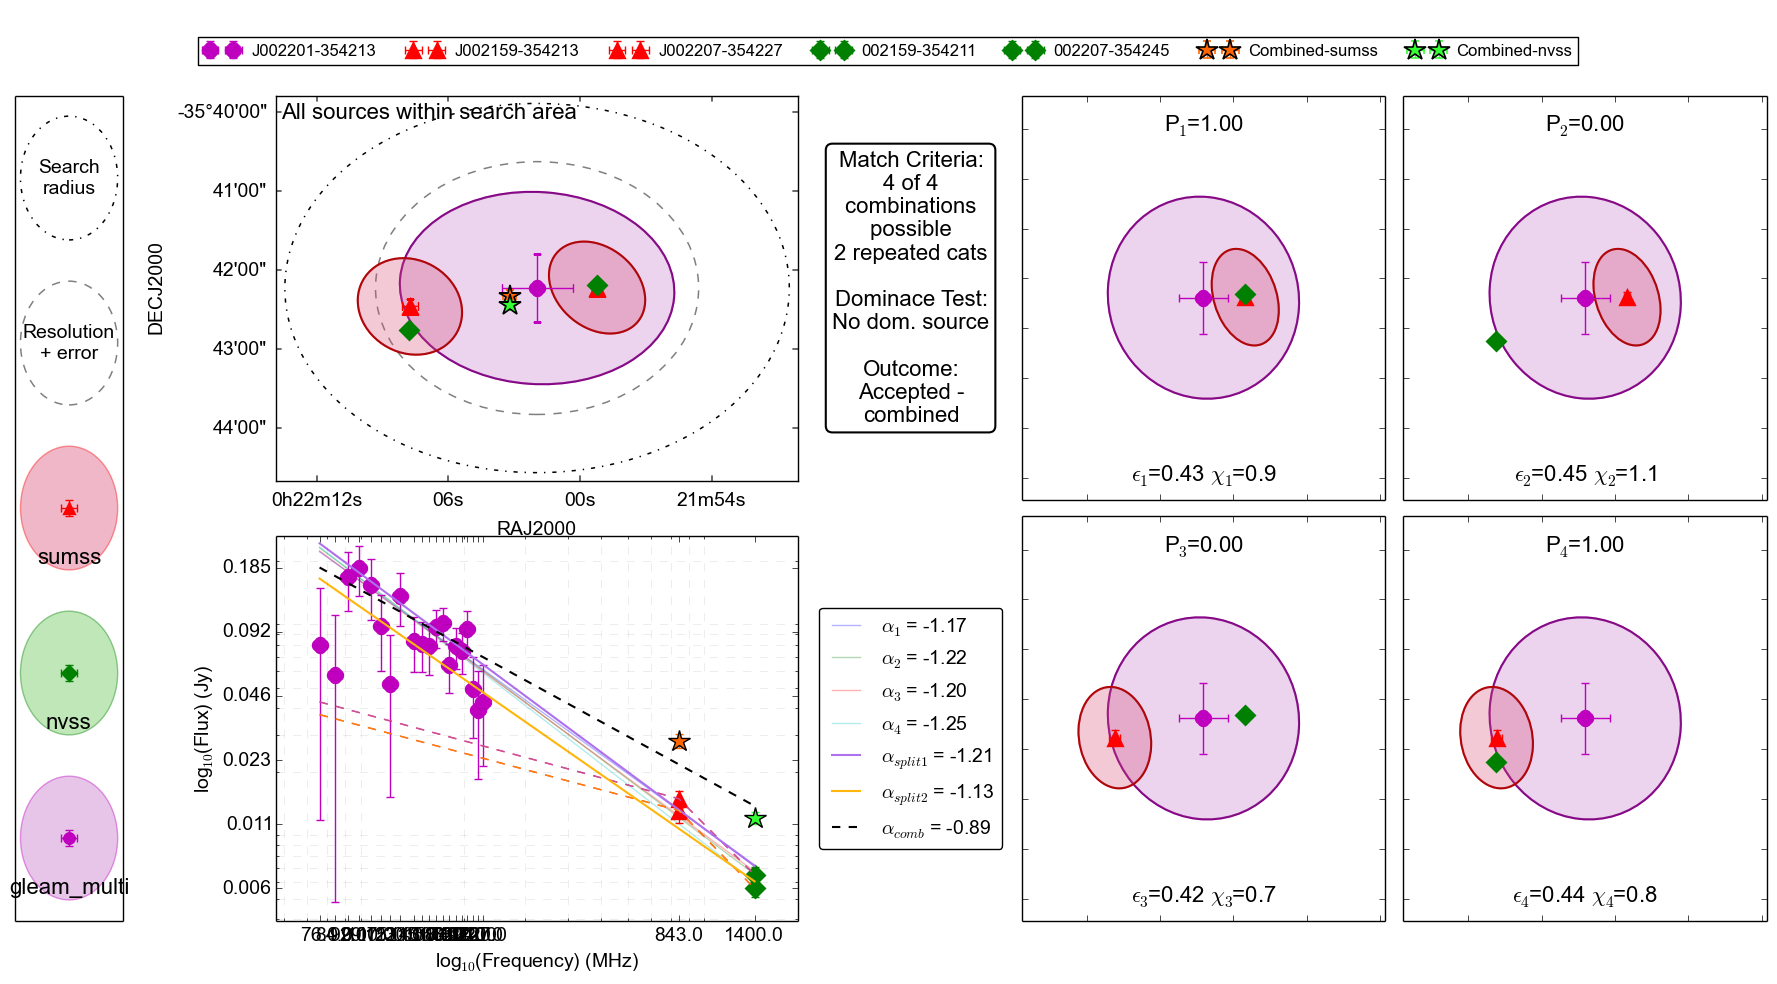 J002201-354213 J002159-354213 J002207-354227 002159-354211 002207-354245 Combined-sumss Combined-nvss
Search
radius
Resolution
+ error
sumss
nvss
gleam_multi
All sources within search area
DECJ2000
-35°40'00"
41'00"
42'00"
43'00"
44'00"
0h22m12s 06s 00s 21m54s
RAJ2000
Match Criteria:
4 of 4
combinations
possible
2 repeated cats
Dominace Test:
No dom. source
Outcome:
Accepted -
combined
P1=1.00
ϵ1=0.43 χ1=0.9
P2=0.00
ϵ2=0.45 χ2=1.1
P3=0.00
ϵ3=0.42 χ3=0.7
P4=1.00
ϵ4=0.44 χ4=0.8
log10(Flux) (Jy)
0.185
0.092
0.046
0.023
0.011
0.006
843.0 1400.0
log10(Frequency) (MHz)
α1 = -1.17
α2 = -1.22
α3 = -1.20
α4 = -1.25
αsplit1 = -1.21
αsplit2 = -1.13
αcomb = -0.89